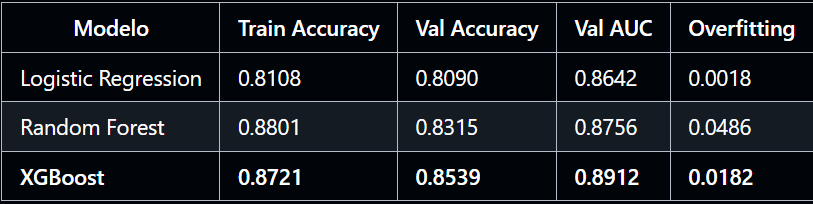 Modelo Train Accuracy Val Accuracy Val AUC Overfitting
Logistic Regression 0.8108 0.8090 0.8642 0.0018
Random Forest 0.8801 0.8315 0.8756 0.0486
XGBoost 0.8721 0.8539 0.8912 0.0182